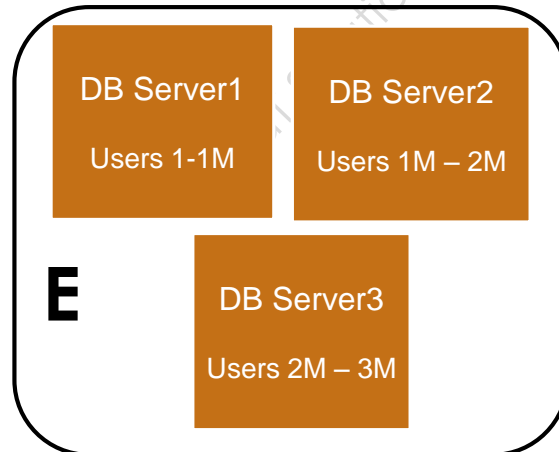 DB Server1
Users 1-1M
DB Server2
Users 1M – 2M
E
DB Server3
Users 2M – 3M